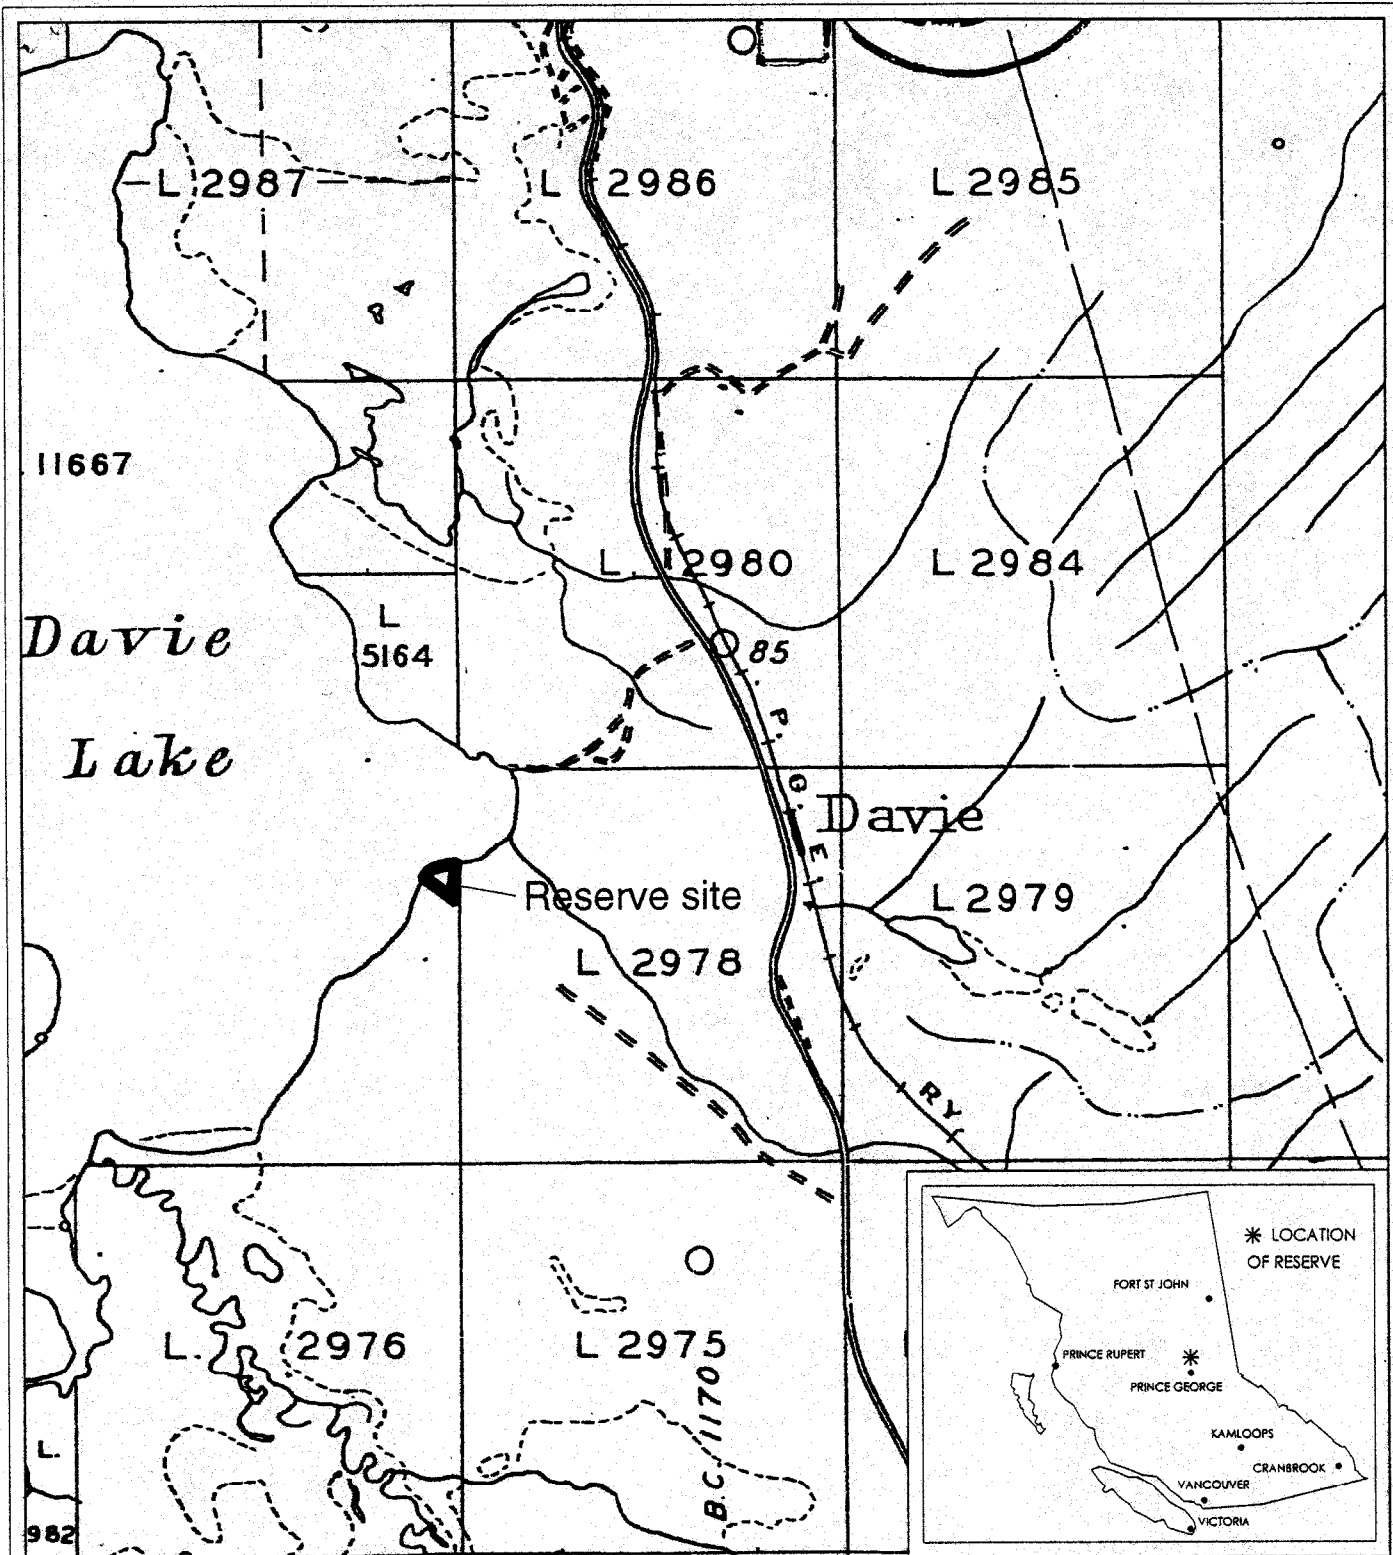 L 2987
L 2986
L 2985
11667
L. 2980
L 2984
L
5164
85
Davie
Lake
P. G. E. RY.
Davie
Reserve site
L 2979
L 2978
L. 2976
L 2975
B.C. 1170
L.
982
LOCATION
OF RESERVE
FORT ST JOHN
PRINCE RUPERT
PRINCE GEORGE
KAMLOOPS
CRANBROOK
VANCOUVER
VICTORIA